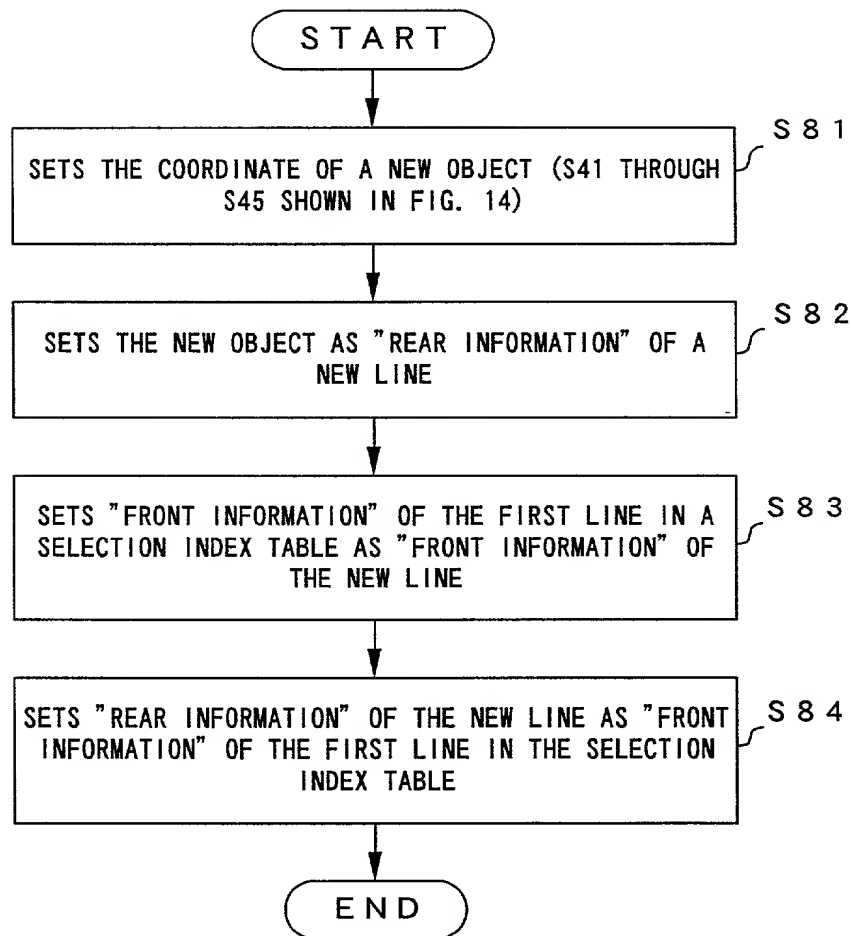 START
S81
SETS THE COORDINATE OF A NEW OBJECT (S41 THROUGH
S45 SHOWN IN FIG. 14)
S82
SETS THE NEW OBJECT AS "REAR INFORMATION" OF A
NEW LINE
S83
SETS "FRONT INFORMATION" OF THE FIRST LINE IN A
SELECTION INDEX TABLE AS "FRONT INFORMATION" OF
THE NEW LINE
S84
SETS "REAR INFORMATION" OF THE NEW LINE AS "FRONT
INFORMATION" OF THE FIRST LINE IN THE SELECTION
INDEX TABLE
END